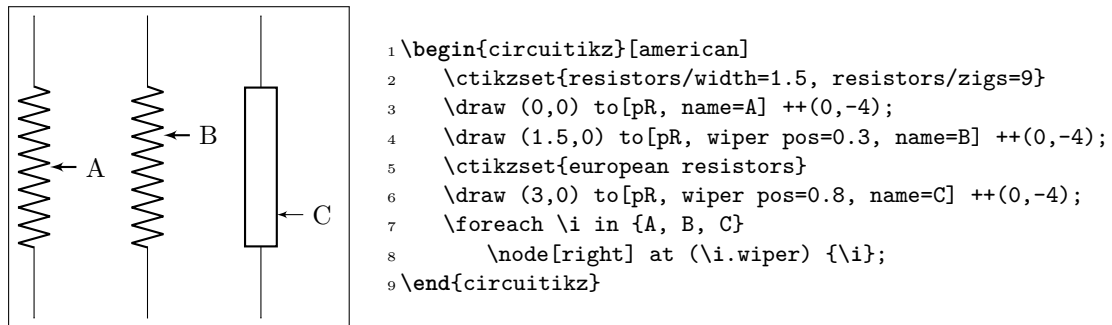 A
B
C
1 \begin{circuitikz}[american]
2     \ctikzset{resistors/width=1.5, resistors/zigs=9}
3     \draw (0,0) to[pR, name=A] ++(0,-4);
4     \draw (1.5,0) to[pR, wiper pos=0.3, name=B] ++(0,-4);
5     \ctikzset{european resistors}
6     \draw (3,0) to[pR, wiper pos=0.8, name=C] ++(0,-4);
7     \foreach \i in {A, B, C}
8         \node[right] at (\i.wiper) {\i};
9 \end{circuitikz}